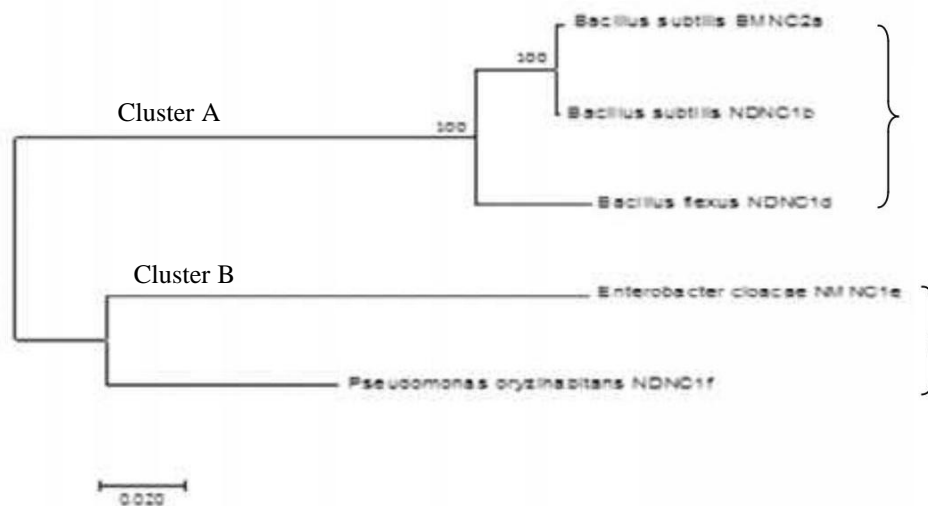 Bacillus subtilis BMNC2a
100
Cluster A
Bacillus subtilis NDNC1b
100
Bacillus flexus NDNC1d
Cluster B
Enterobacter cloacae NMNC1e
Pseudomonas oryzihabitans NDNC1f
0.020